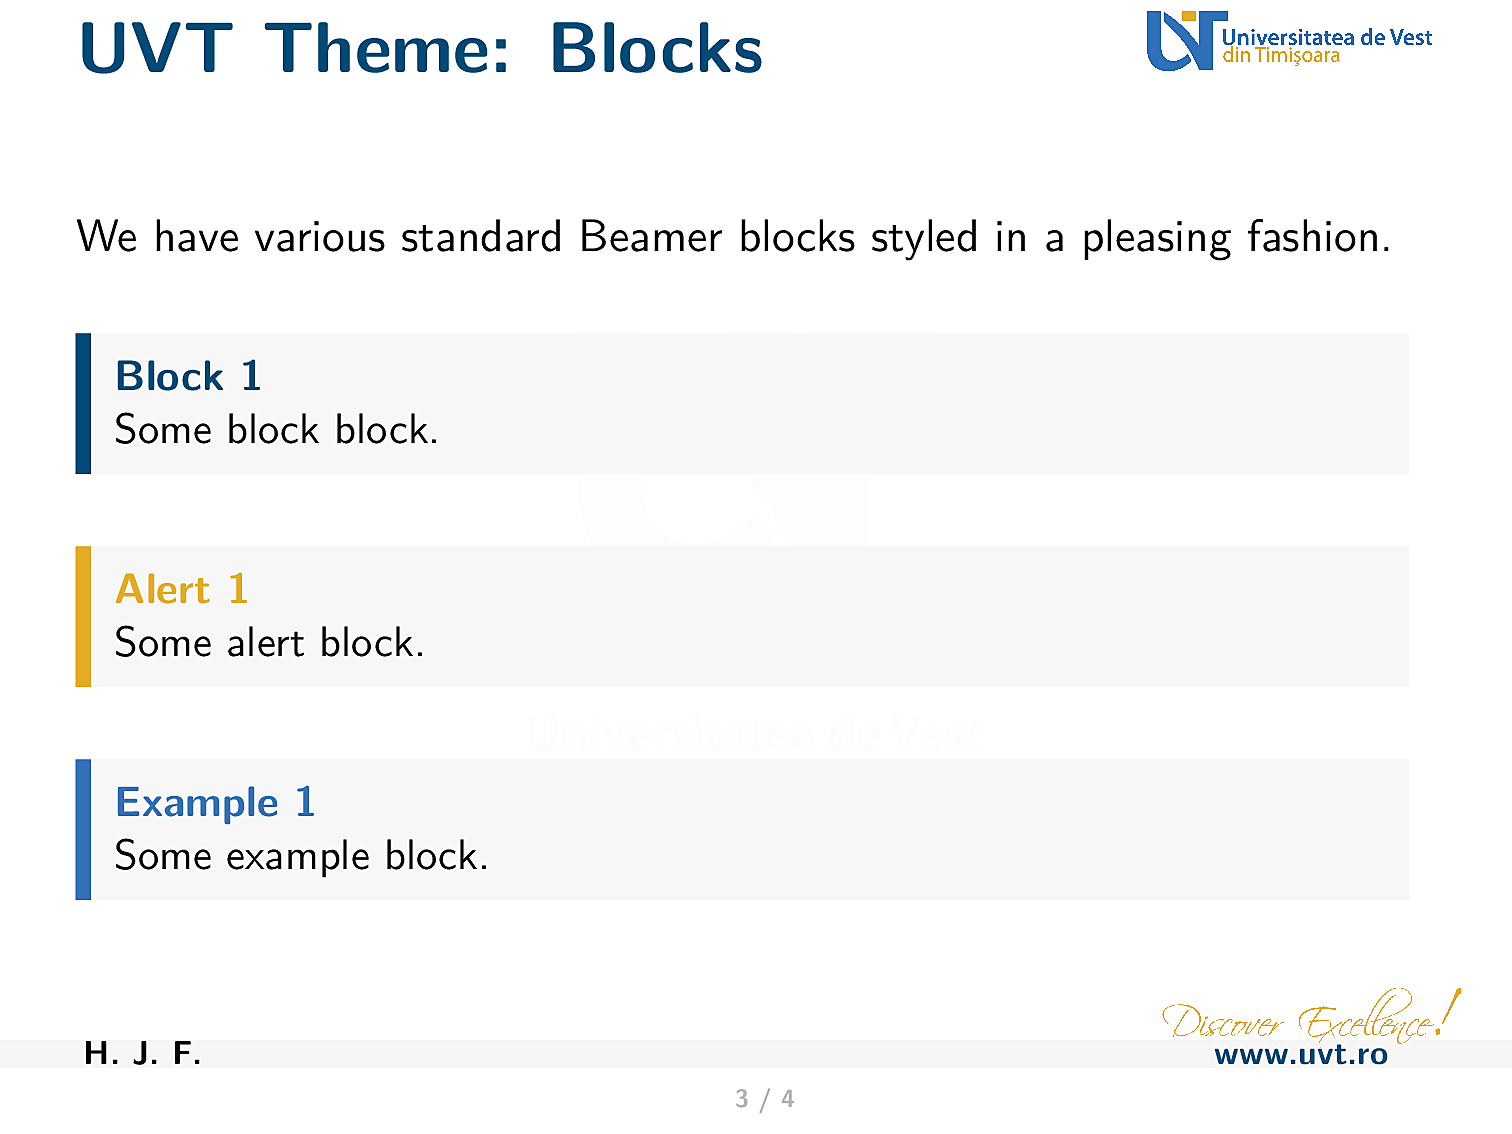 UVT Theme: Blocks
Universitatea de Vest
din Timișoara
We have various standard Beamer blocks styled in a pleasing fashion.
Block 1
Some block block.
Alert 1
Some alert block.
Universitatea de Vest
Example 1
Some example block.
Discover Excellence!
H. J. F.
www.uvt.ro
3 / 4